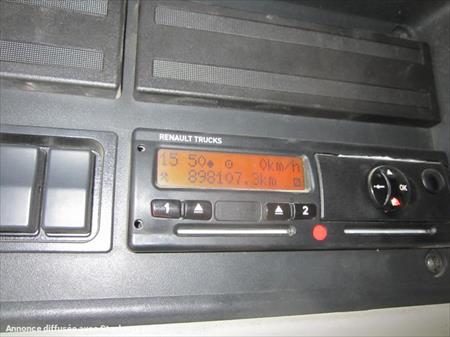 RENAULT TRUCKS
15 50 0km/h
898107.3km
1 2
OK
Annonce diffusée avec